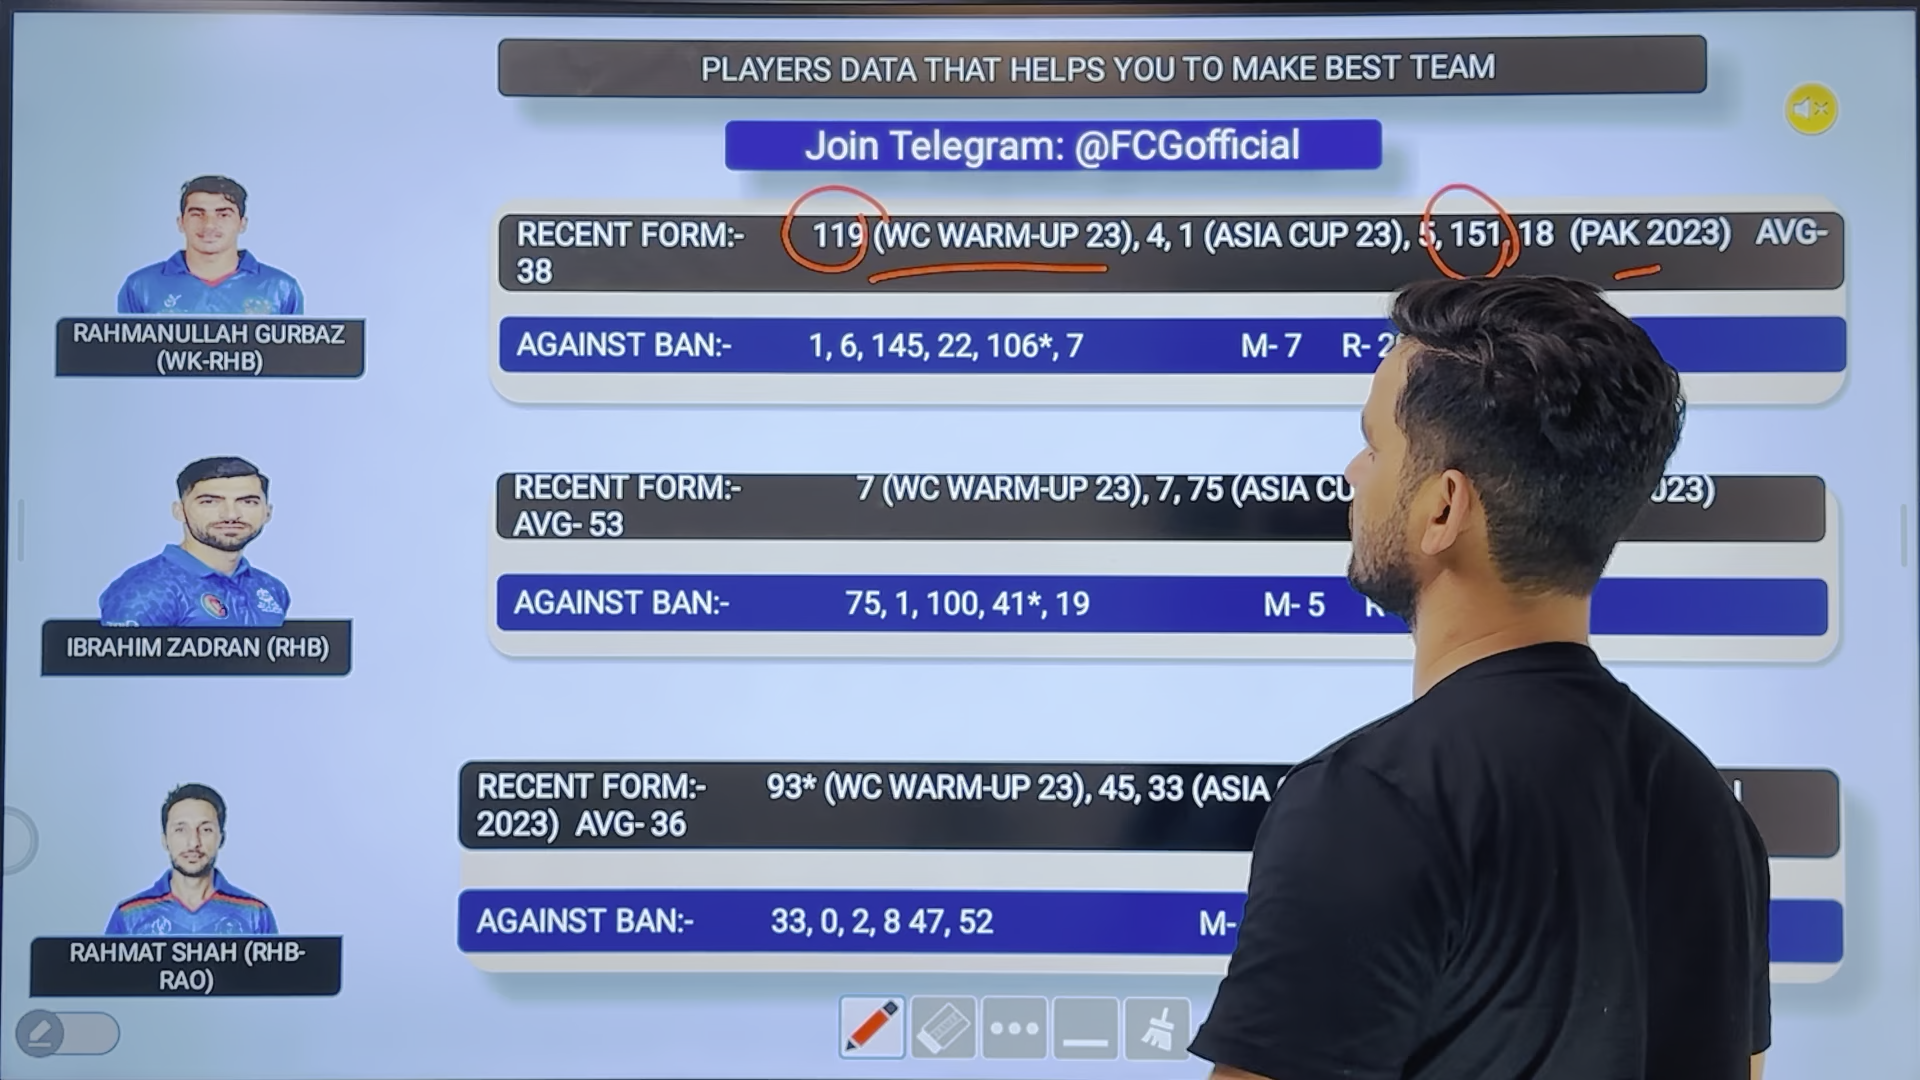 PLAYERS DATA THAT HELPS YOU TO MAKE BEST TEAM
Join Telegram: @FCGofficial
RECENT FORM:- 119 (WC WARM-UP 23), 4, 1 (ASIA CUP 23), 5, 151, 18 (PAK 2023) AVG-
38
AGAINST BAN:- 1, 6, 145, 22, 106*, 7 M- 7 R-
RAHMANULLAH GURBAZ
(WK-RHB)
RECENT FORM:- 7 (WC WARM-UP 23), 7, 75 (ASIA
AVG- 53
AGAINST BAN:- 75, 1, 100, 41*, 19 M- 5
IBRAHIM ZADRAN (RHB)
RECENT FORM:- 93* (WC WARM-UP 23), 45, 33 (ASIA
2023) AVG- 36
AGAINST BAN:- 33, 0, 2, 8 47, 52 M-
RAHMAT SHAH (RHB-
RAO)